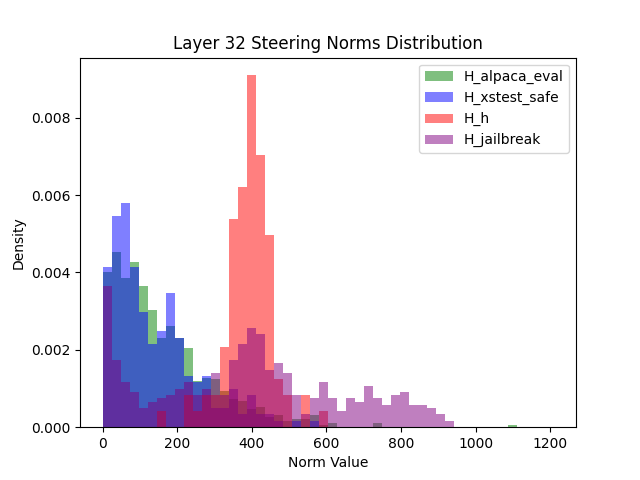 Layer 32 Steering Norms Distribution
H_alpaca_eval
H_xstest_safe
H_h
H_jailbreak
0.008
0.006
0.004
0.002
0.000
Density
0 200 400 600 800 1000 1200
Norm Value